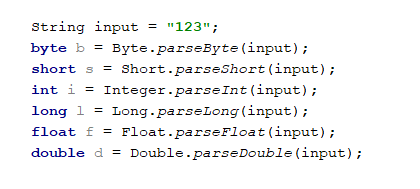 String input = "123";
byte b = Byte.parseByte(input);
short s = Short.parseShort(input);
int i = Integer.parseInt(input);
long l = Long.parseLong(input);
float f = Float.parseFloat(input);
double d = Double.parseDouble(input);